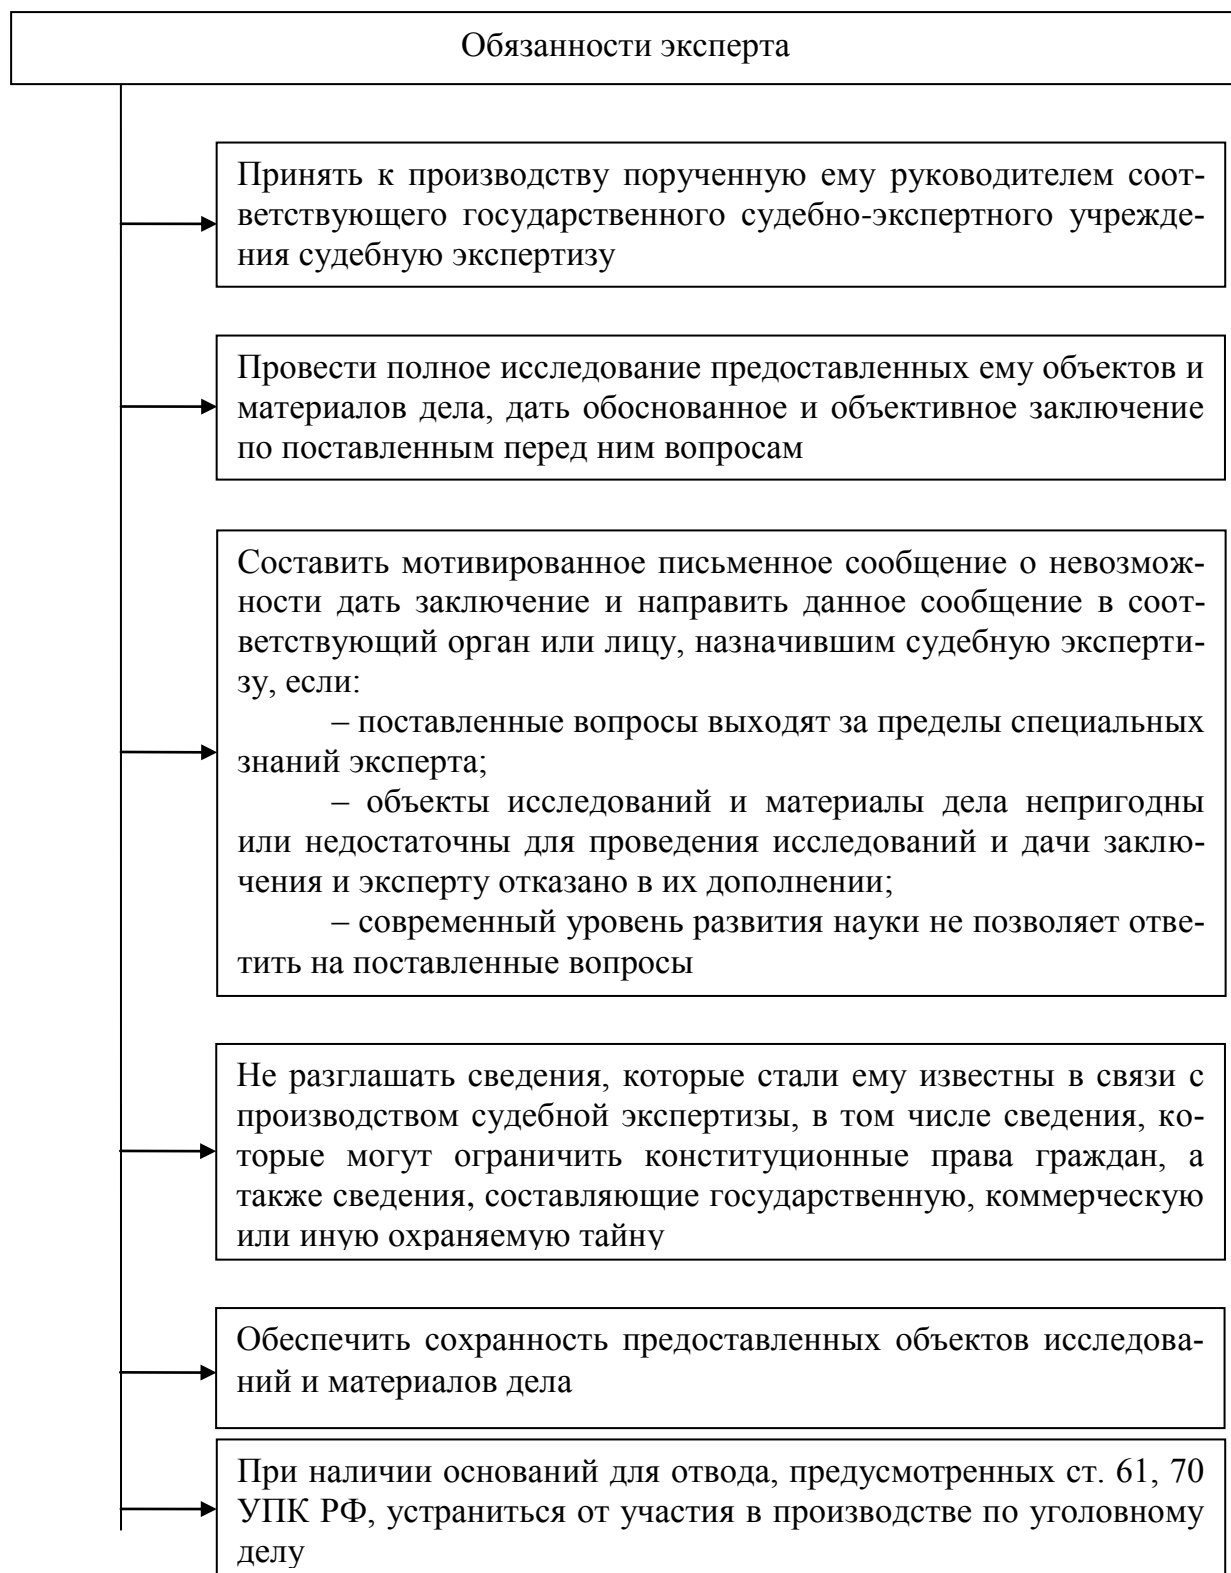 Обязанности эксперта
Принять к производству порученную ему руководителем соот-
ветствующего государственного судебно-экспертного учрежде-
ния судебную экспертизу
Провести полное исследование предоставленных ему объектов и
материалов дела, дать обоснованное и объективное заключение
по поставленным перед ним вопросам
Составить мотивированное письменное сообщение о невозмож-
ности дать заключение и направить данное сообщение в соот-
ветствующий орган или лицу, назначившим судебную эксперти-
зу, если:
– поставленные вопросы выходят за пределы специальных
знаний эксперта;
– объекты исследований и материалы дела непригодны
или недостаточны для проведения исследований и дачи заклю-
чения и эксперту отказано в их дополнении;
– современный уровень развития науки не позволяет отве-
тить на поставленные вопросы
Не разглашать сведения, которые стали ему известны в связи с
производством судебной экспертизы, в том числе сведения, ко-
торые могут ограничить конституционные права граждан, а
также сведения, составляющие государственную, коммерческую
или иную охраняемую тайну
Обеспечить сохранность предоставленных объектов исследова-
ний и материалов дела
При наличии оснований для отвода, предусмотренных ст. 61, 70
УПК РФ, устраниться от участия в производстве по уголовному
делу